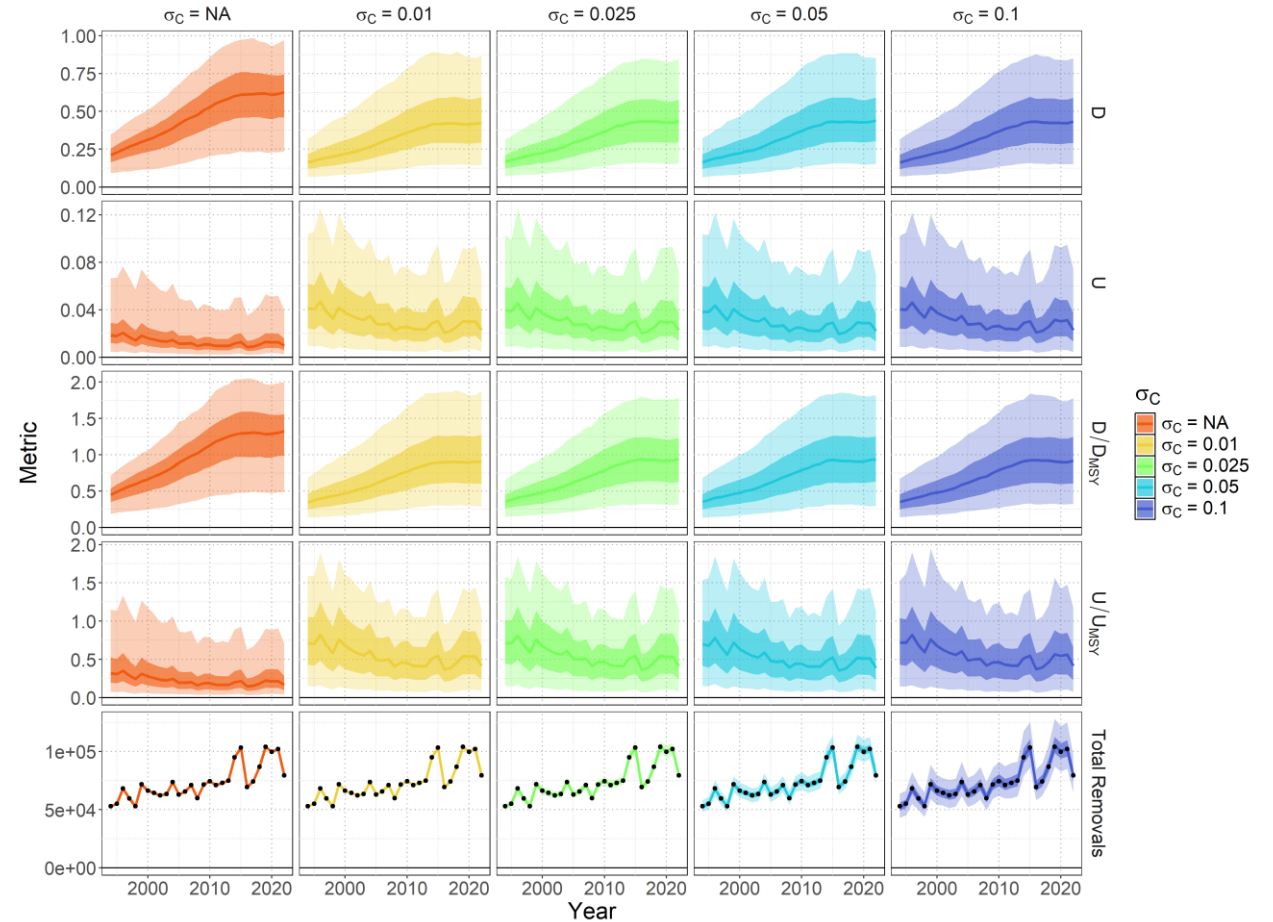 σC = NA σC = 0.01 σC = 0.025 σC = 0.05 σC = 0.1
1.00
0.75
0.50
0.25
0.00
D
0.12
0.08
0.04
0.00
U
2.0
1.5
1.0
0.5
0.0
D/DMSY
2.0
1.5
1.0
0.5
0.0
U/UMSY
1e+05
5e+04
0e+00
Total Removals
Metric
2000 2010 2020 2000 2010 2020 2000 2010 2020 2000 2010 2020 2000 2010 2020
Year
σC
σC = NA
σC = 0.01
σC = 0.025
σC = 0.05
σC = 0.1